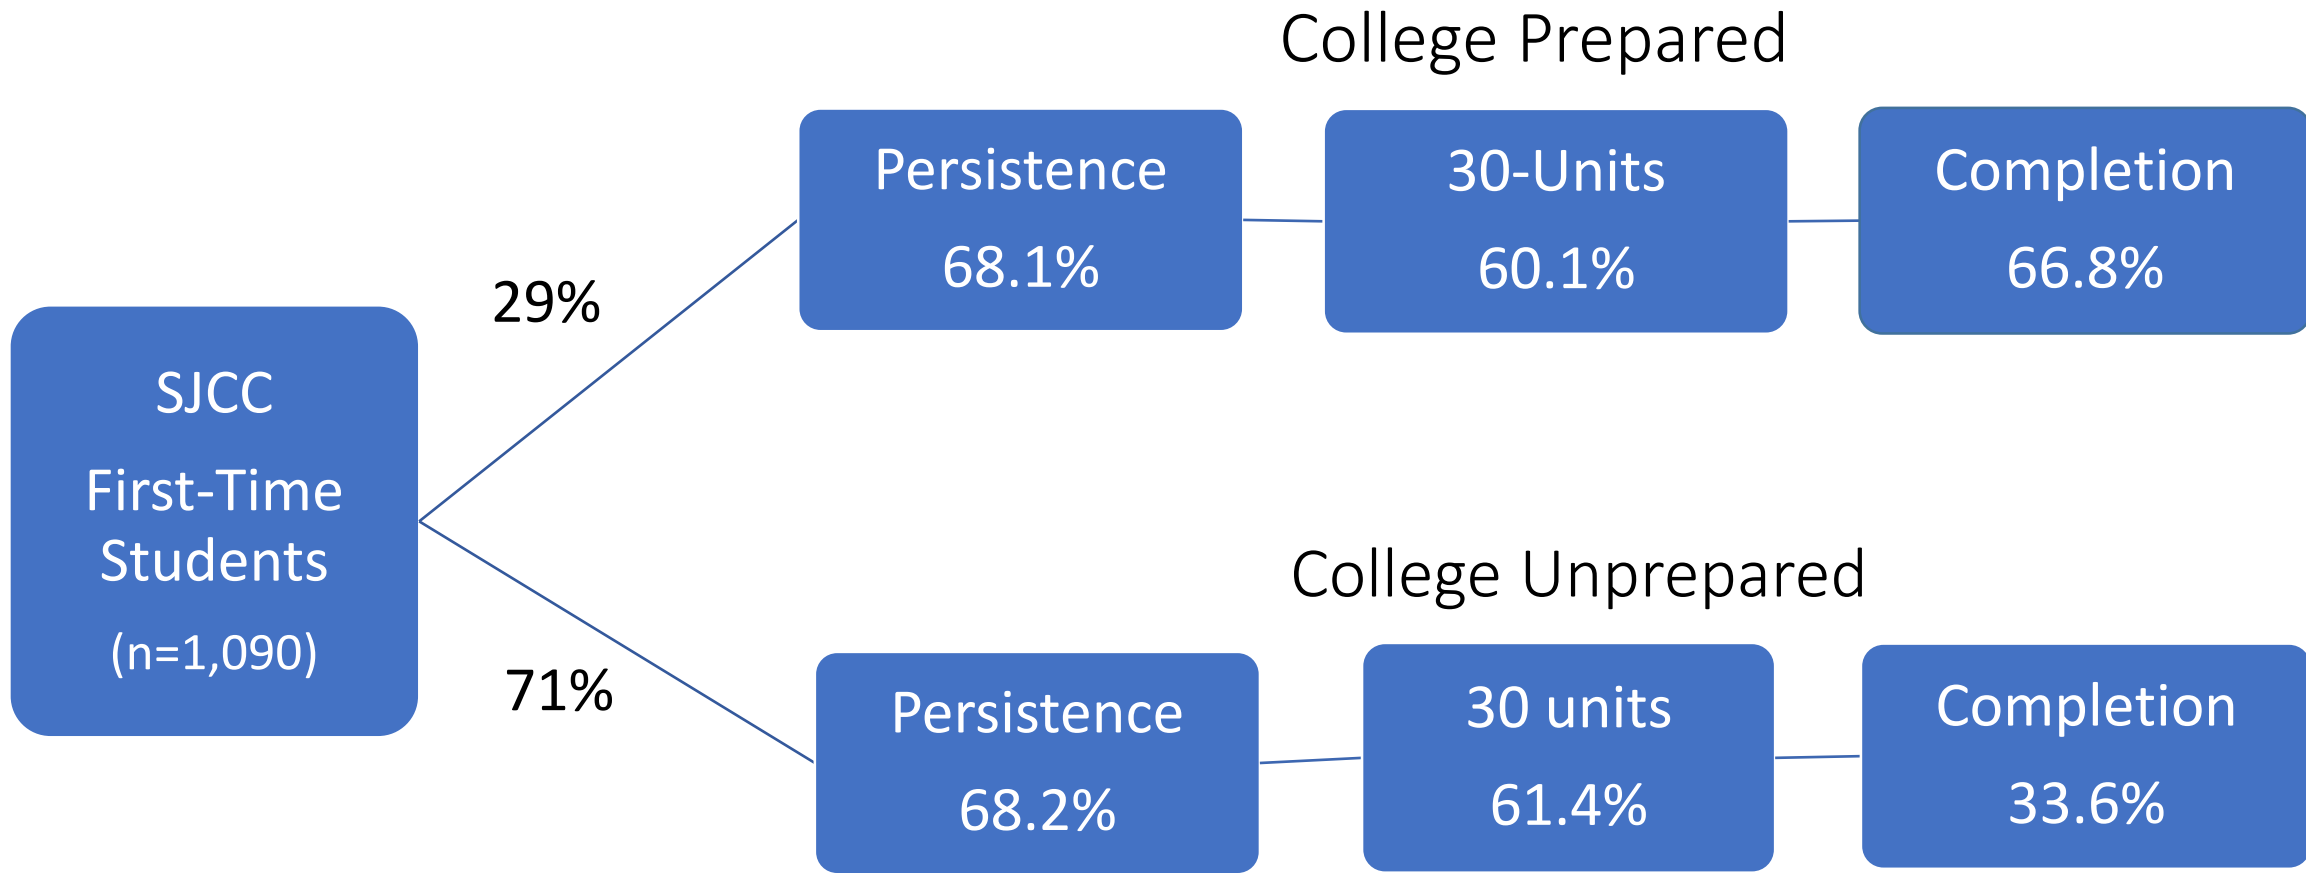 College Prepared
Persistence
68.1%
30-Units
60.1%
Completion
66.8%
29%
SJCC
First-Time
Students
(n=1,090)
71%
College Unprepared
Persistence
68.2%
30 units
61.4%
Completion
33.6%